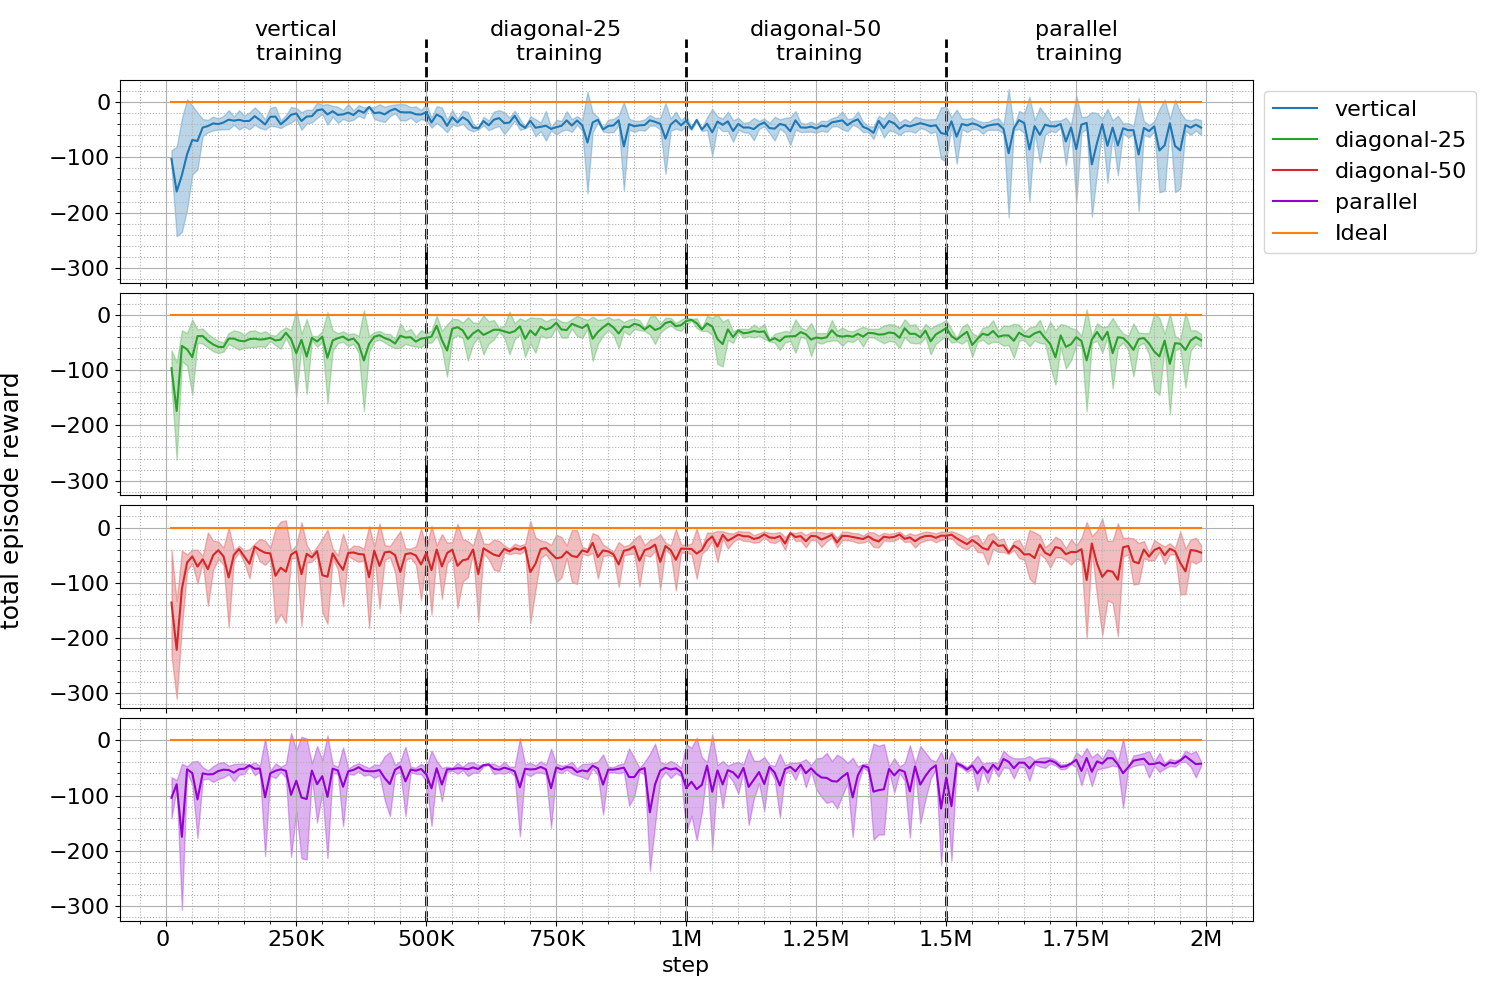 vertical
training
diagonal-25
training
diagonal-50
training
parallel
training
0
−100
−200
−300
vertical
diagonal-25
diagonal-50
parallel
Ideal
0
−100
−200
−300
total episode reward
0
−100
−200
−300
0
−100
−200
−300
0 250K 500K 750K 1M 1.25M 1.5M 1.75M 2M
step